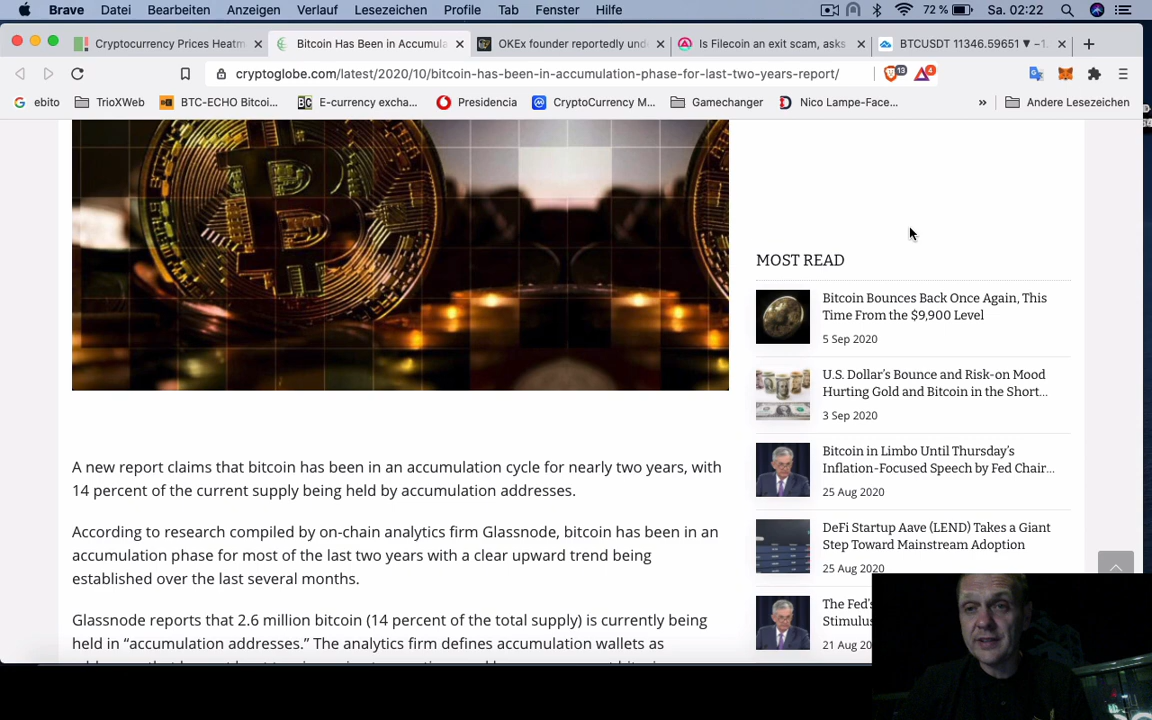 Brave Datei Bearbeiten Anzeigen Verlauf Lesezeichen Profile Tab Fenster Hilfe 72 % Sa. 02:22
Cryptocurrency Prices Heatm × Bitcoin Has Been in Accumula × OKEx founder reportedly und × Is Filecoin an exit scam, asks × BTCUSDT 11346.59651 ▼ −1. × +
cryptoglobe.com/latest/2020/10/bitcoin-has-been-in-accumulation-phase-for-last-two-years-report/ 13 4
ebito TrioXWeb BTC-ECHO Bitcoi... E-currency excha... Presidencia CryptoCurrency M... Gamechanger Nico Lampe-Face... » Andere Lesezeichen
MOST READ
Bitcoin Bounces Back Once Again, This
Time From the $9,900 Level
5 Sep 2020
U.S. Dollar's Bounce and Risk-on Mood
Hurting Gold and Bitcoin in the Short...
3 Sep 2020
Bitcoin in Limbo Until Thursday's
Inflation-Focused Speech by Fed Chair...
25 Aug 2020
DeFi Startup Aave (LEND) Takes a Giant
Step Toward Mainstream Adoption
25 Aug 2020
The Fed's
Stimulus
21 Aug 2020
A new report claims that bitcoin has been in an accumulation cycle for nearly two years, with
14 percent of the current supply being held by accumulation addresses.
According to research compiled by on-chain analytics firm Glassnode, bitcoin has been in an
accumulation phase for most of the last two years with a clear upward trend being
established over the last several months.
Glassnode reports that 2.6 million bitcoin (14 percent of the total supply) is currently being
held in “accumulation addresses.” The analytics firm defines accumulation wallets as